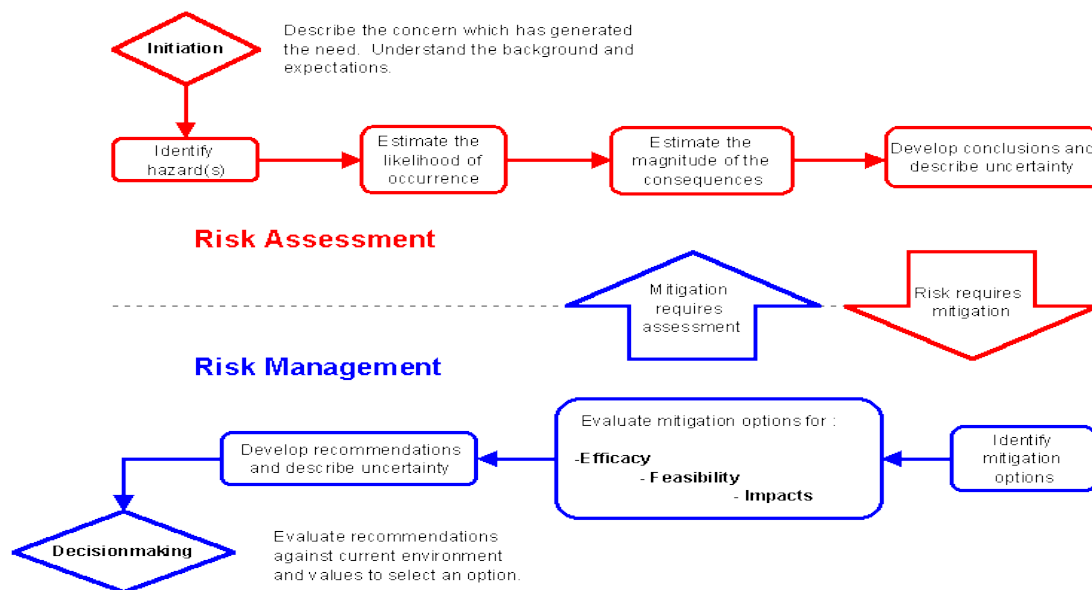 Initiation
Describe the concern which has generated
the need.  Understand the background and
expectations.
Identify
hazard(s)
Estimate the
likelihood of
occurrence
Estimate the
magnitude of the
consequences
Develop conclusions and
describe uncertainty
Risk Assessment
Mitigation
requires
assessment
Risk requires
mitigation
Risk Management
Evaluate mitigation options for :
-Efficacy
- Feasibility
- Impacts
Identify
mitigation
options
Develop recommendations
and describe uncertainty
Decisionmaking
Evaluate recommendations
against current environment
and values to select an option.